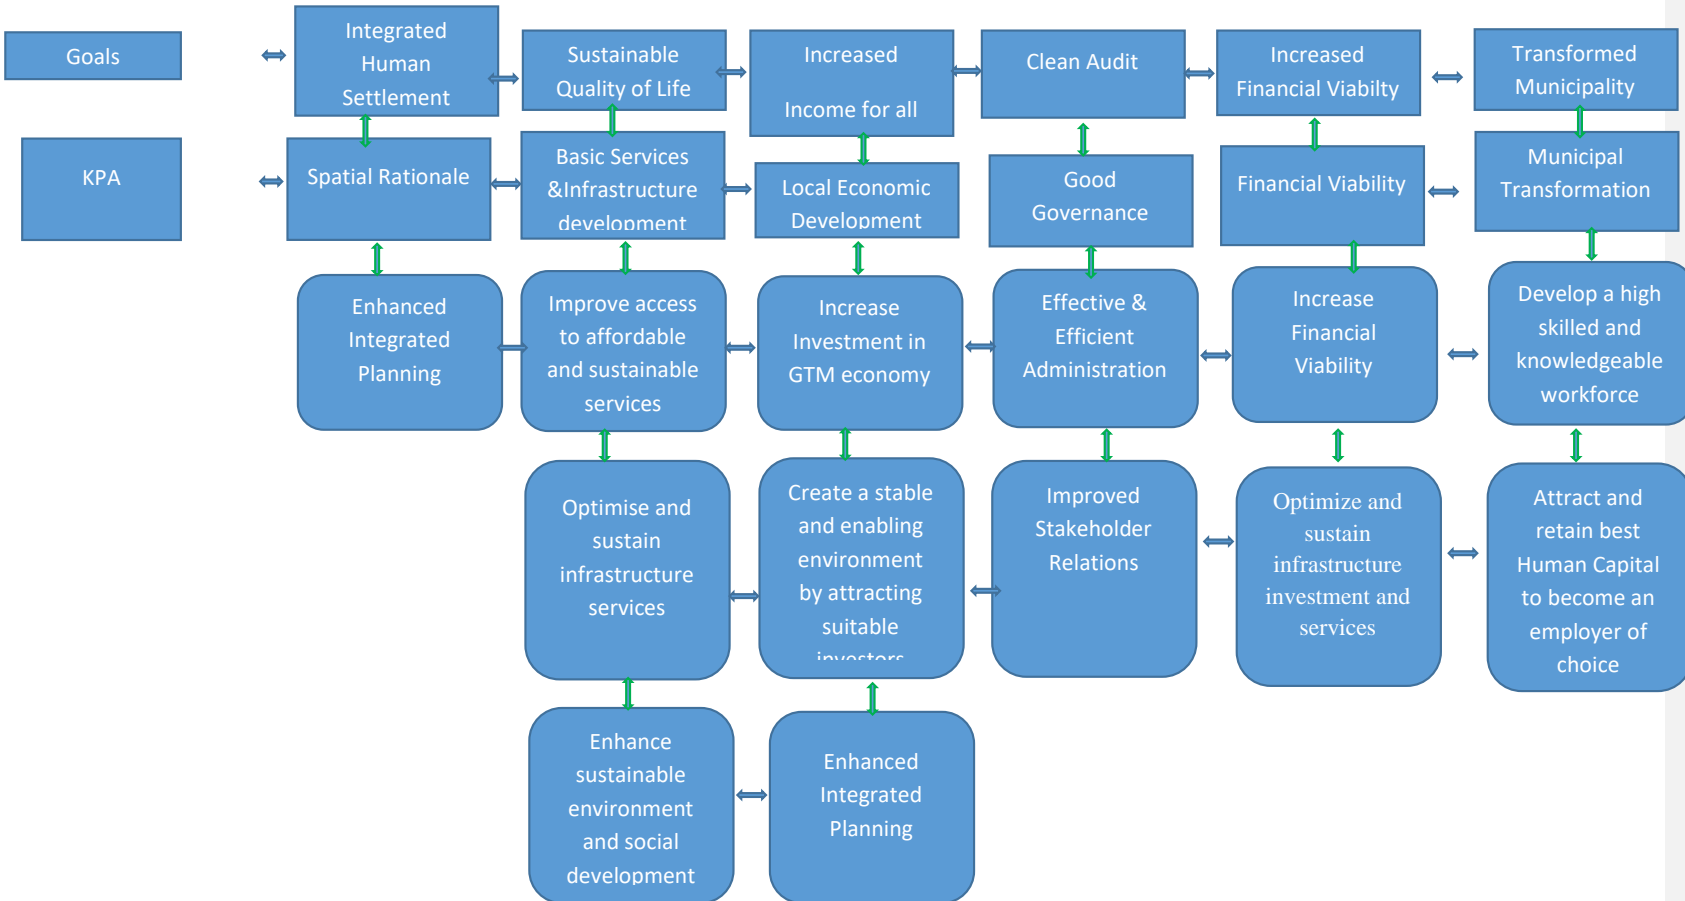 Goals
Integrated
Human
Settlement
Sustainable
Quality of Life
Increased
Income for all
Clean Audit
Increased
Financial Viabilty
Transformed
Municipality
KPA
Spatial Rationale
Basic Services
&Infrastructure
development
Local Economic
Development
Good
Governance
Financial Viability
Municipal
Transformation
Enhanced
Integrated
Planning
Improve access
to affordable
and sustainable
services
Increase
Investment in
GTM economy
Effective &
Efficient
Administration
Increase
Financial
Viability
Develop a high
skilled and
knowledgeable
workforce
Optimise and
sustain
infrastructure
services
Create a stable
and enabling
environment
by attracting
suitable
investors
Improved
Stakeholder
Relations
Optimize and
sustain
infrastructure
investment and
services
Attract and
retain best
Human Capital
to become an
employer of
choice
Enhance
sustainable
environment
and social
development
Enhanced
Integrated
Planning